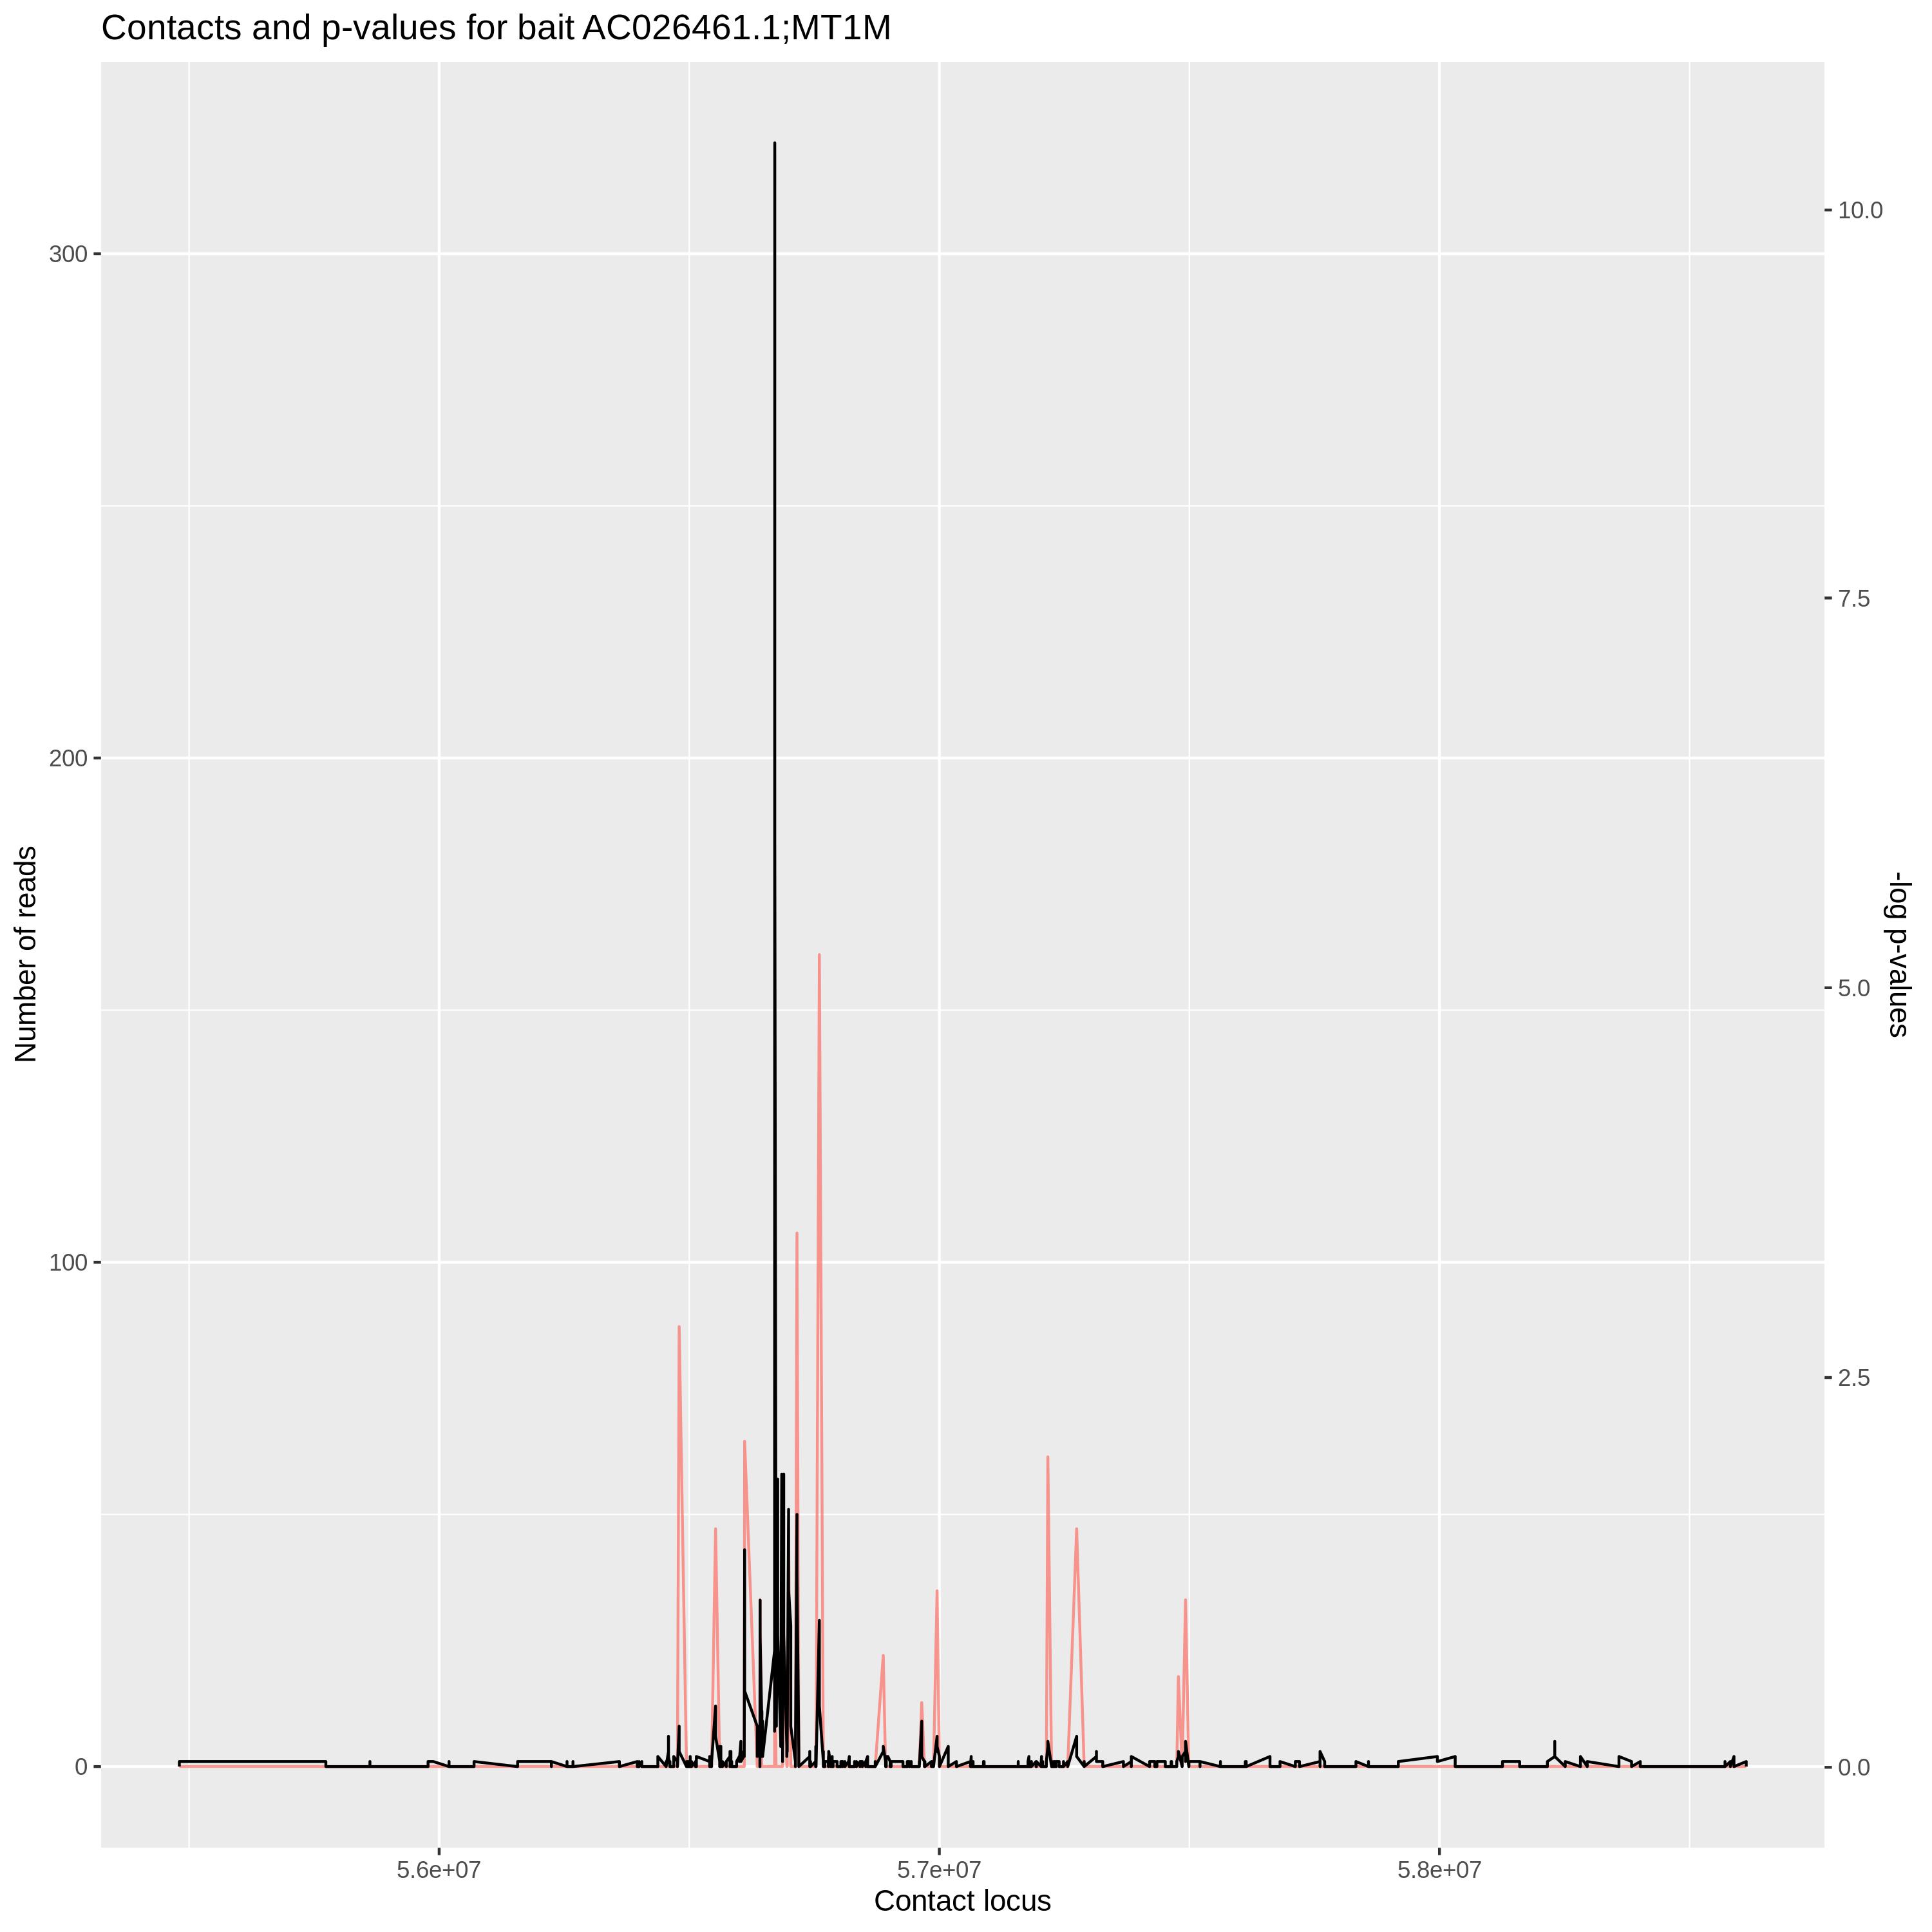 Contacts and p-values for bait AC026461.1;MT1M
300
200
100
0
Number of reads
10.0
7.5
5.0
2.5
0.0
-log p-values
5.6e+07
5.7e+07
5.8e+07
Contact locus